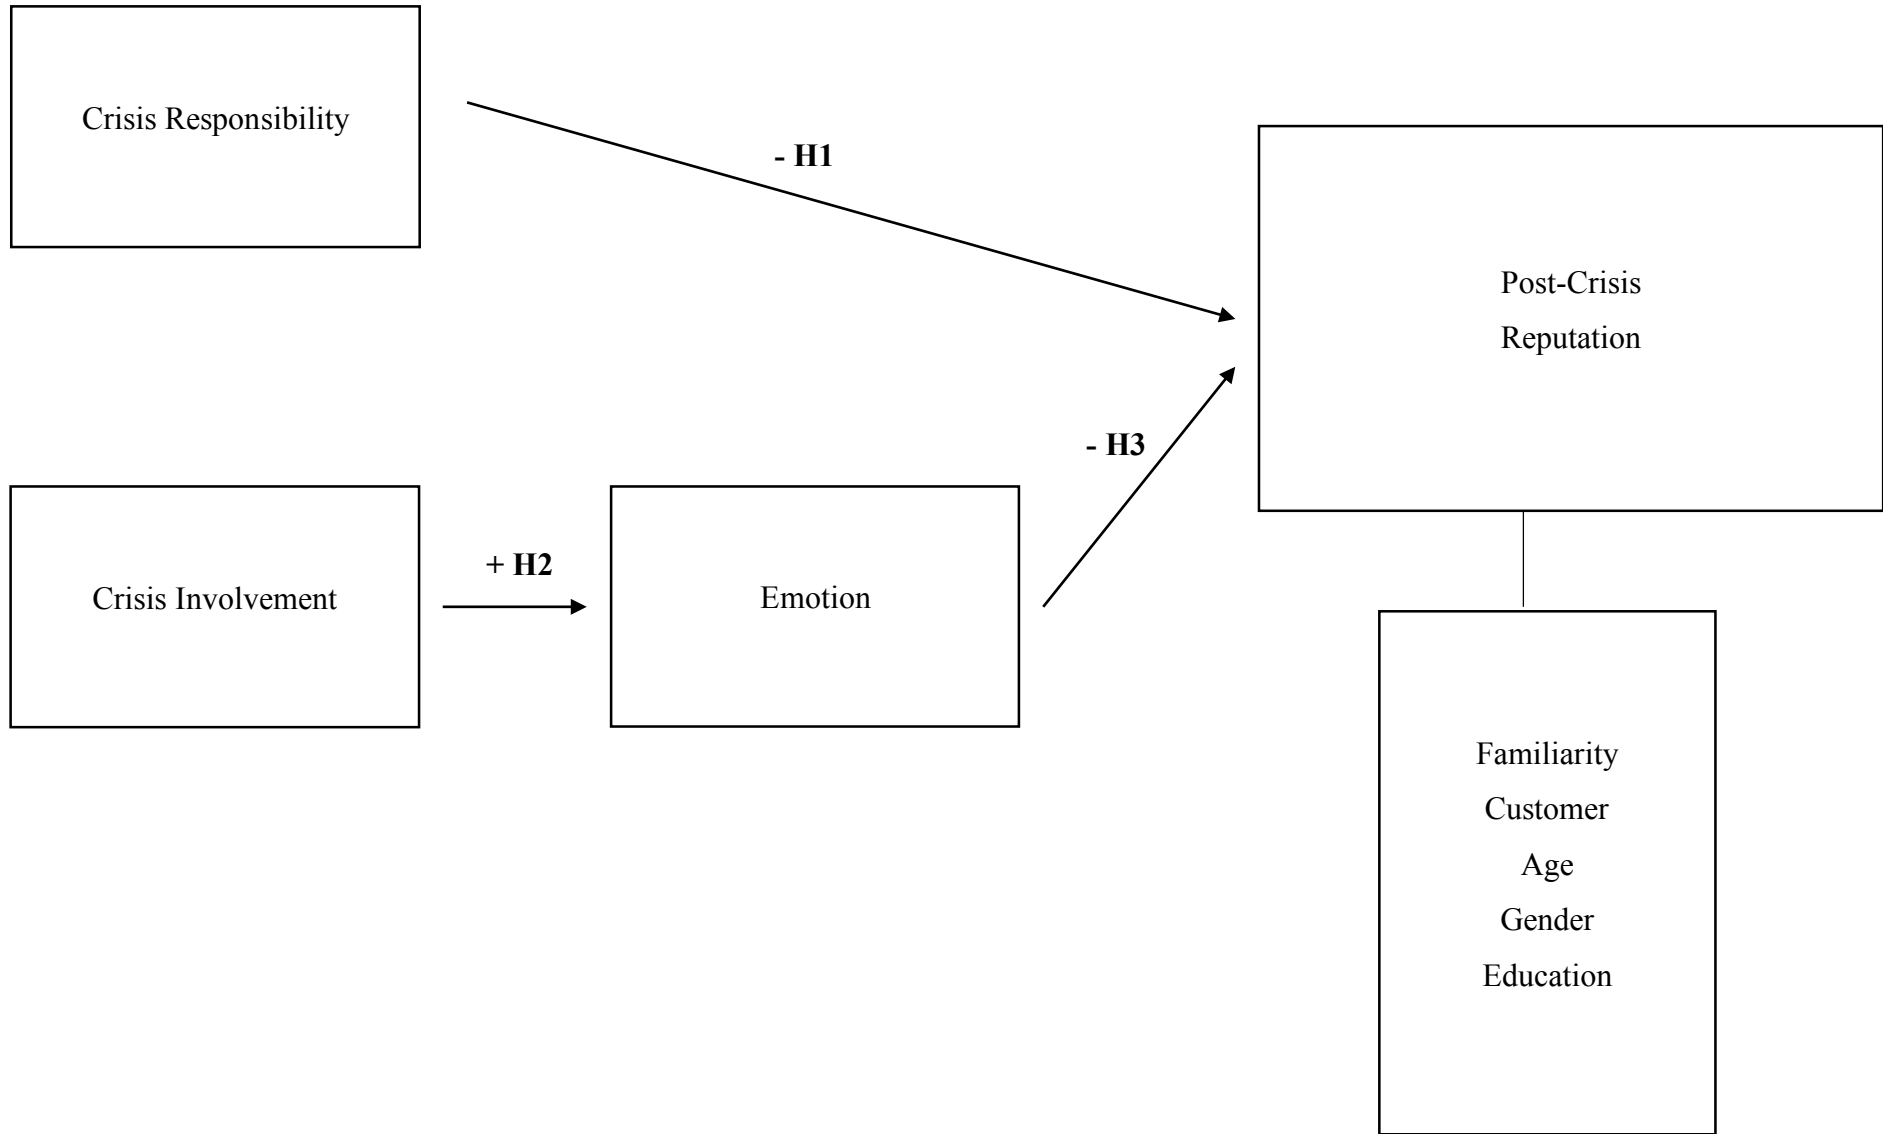 Crisis Responsibility
- H1
Post-Crisis
Reputation
- H3
Crisis Involvement
+ H2
Emotion
Familiarity
Customer
Age
Gender
Education